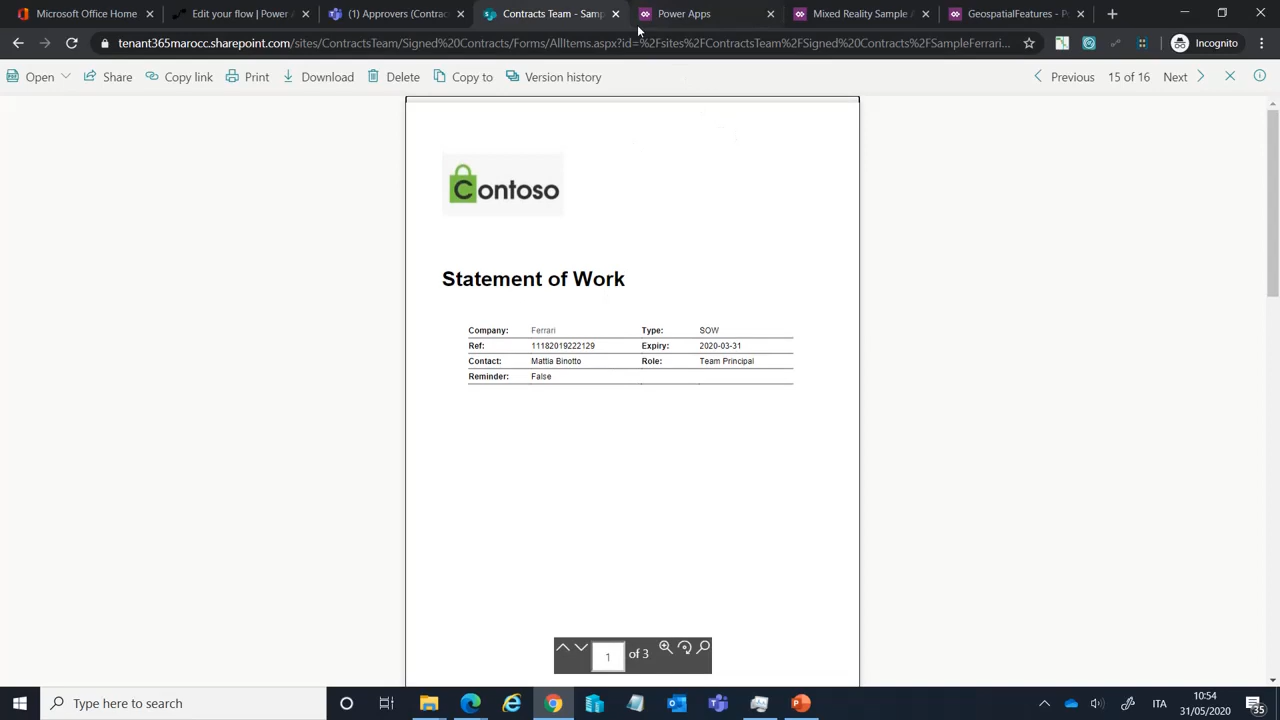 Microsoft Office Home
Edit your flow | Power A
(1) Approvers (Contrac
Contracts Team - Samp
Power Apps
Mixed Reality Sample A
GeospatialFeatures - Po
tenant365marocc.sharepoint.com/sites/ContractsTeam/Signed%20Contracts/Forms/AllItems.aspx?id=%2Fsites%2FContractsTeam%2FSigned%20Contracts%2FSampleFerrari...
Incognito
Open
Share
Copy link
Print
Download
Delete
Copy to
Version history
Previous
15 of 16
Next
Contoso
Statement of Work
Company: Ferrari Type: SOW
Ref: 11182019222129 Expiry: 2020-03-31
Contact: Mattia Binotto Role: Team Principal
Reminder: False
1 of 3
Type here to search
ITA
10:54
31/05/2020
35